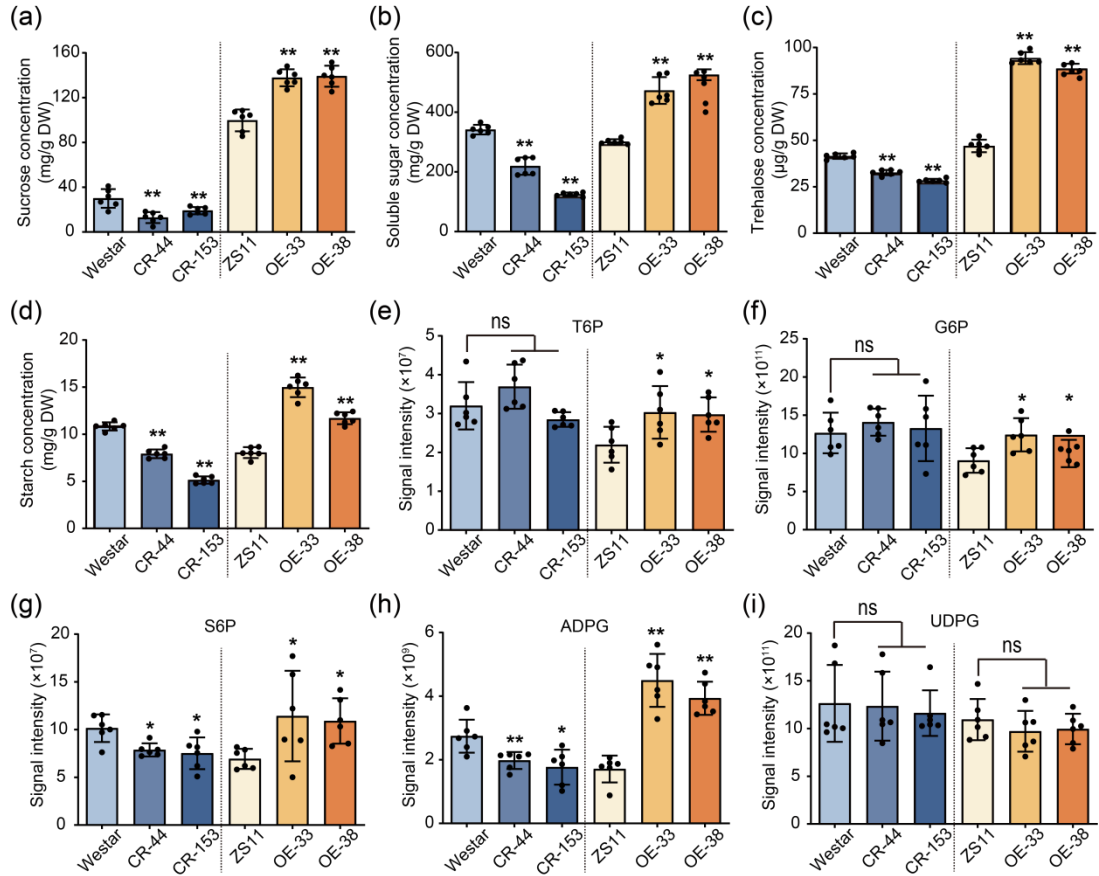 (a)
Sucrose concentration
(mg/g DW)
160
120
80
40
0
**
**
**
**
Westar
CR-44
CR-153
ZS11
OE-33
OE-38
(b)
Soluble sugar concentration
(mg/g DW)
600
400
200
0
**
**
**
**
Westar
CR-44
CR-153
ZS11
OE-33
OE-38
(c)
Trehalose concentration
(μg/g DW)
100
75
50
25
0
**
**
**
**
Westar
CR-44
CR-153
ZS11
OE-33
OE-38
(d)
Starch concentration
(mg/g DW)
20
15
10
5
0
**
**
**
**
Westar
CR-44
CR-153
ZS11
OE-33
OE-38
(e)
T6P
Signal intensity (×10⁷)
5
4
3
2
1
0
ns
*
*
Westar
CR-44
CR-153
ZS11
OE-33
OE-38
(f)
G6P
Signal intensity (×10¹¹)
25
20
15
10
5
0
ns
*
*
Westar
CR-44
CR-153
ZS11
OE-33
OE-38
(g)
S6P
Signal intensity (×10⁷)
20
15
10
5
0
*
*
*
*
Westar
CR-44
CR-153
ZS11
OE-33
OE-38
(h)
ADPG
Signal intensity (×10⁹)
6
4
2
0
**
*
**
**
Westar
CR-44
CR-153
ZS11
OE-33
OE-38
(i)
UDPG
Signal intensity (×10¹¹)
20
15
10
5
0
ns
ns
Westar
CR-44
CR-153
ZS11
OE-33
OE-38